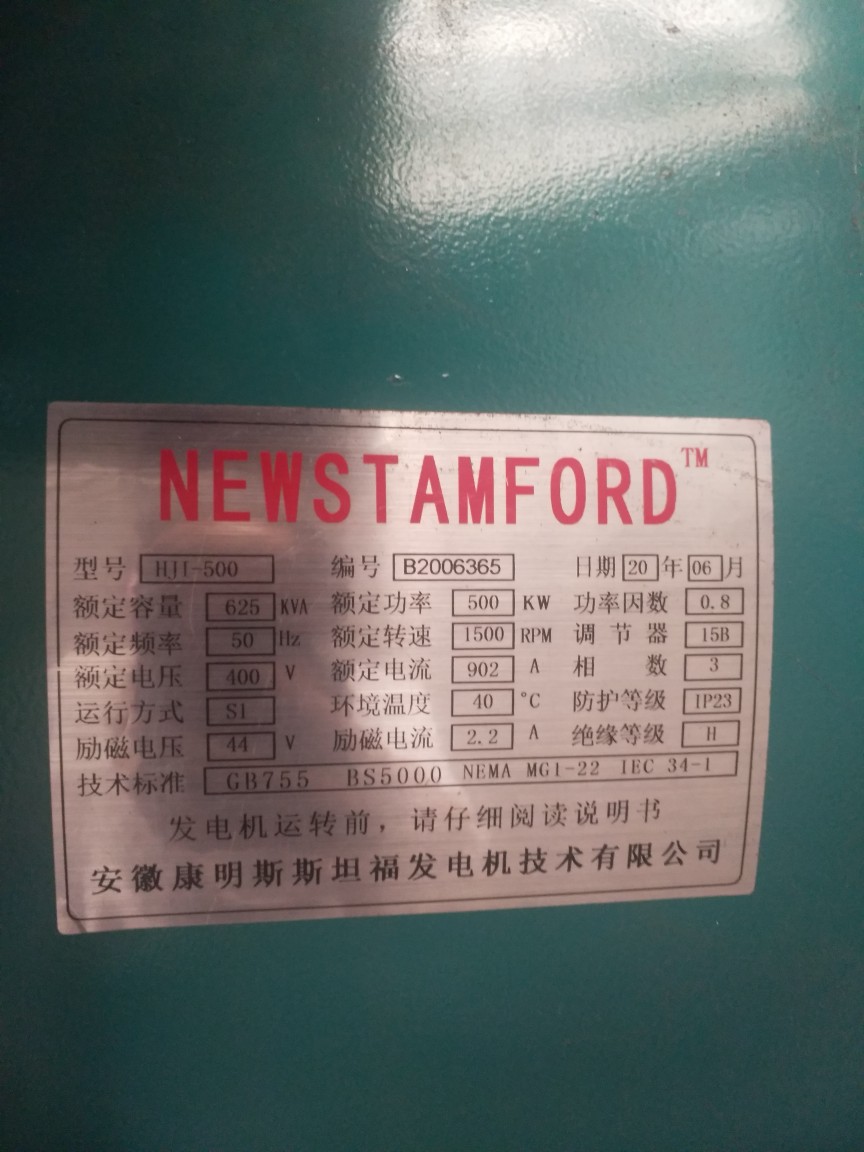 NEWSTAMFORD™
型号 HJI-500 编号 B2006365 日期 20 年 06 月
额定容量 625 KVA 额定功率 500 KW 功率因数 0.8
额定频率 50 Hz 额定转速 1500 RPM 调节器 15B
额定电压 400 V 额定电流 902 A 相数 3
运行方式 S1 环境温度 40 ℃ 防护等级 IP23
励磁电压 44 V 励磁电流 2.2 A 绝缘等级 H
技术标准 GB755 BS5000 NEMA MG1-22 IEC 34-1
发电机运转前，请仔细阅读说明书
安徽康明斯斯坦福发电机技术有限公司